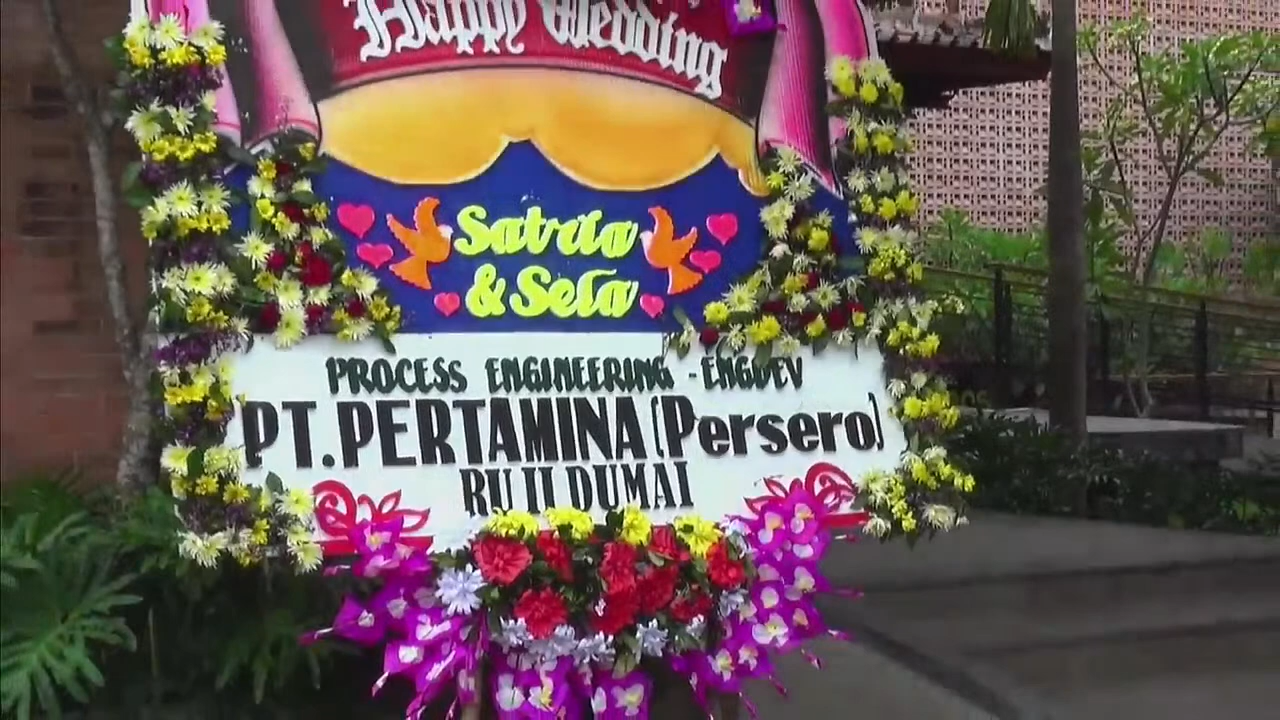 Happy Wedding
Satria
& Sela
PROCESS ENGINEERING - ENGDEV
PT. PERTAMINA (Persero)
RU II DUMAI